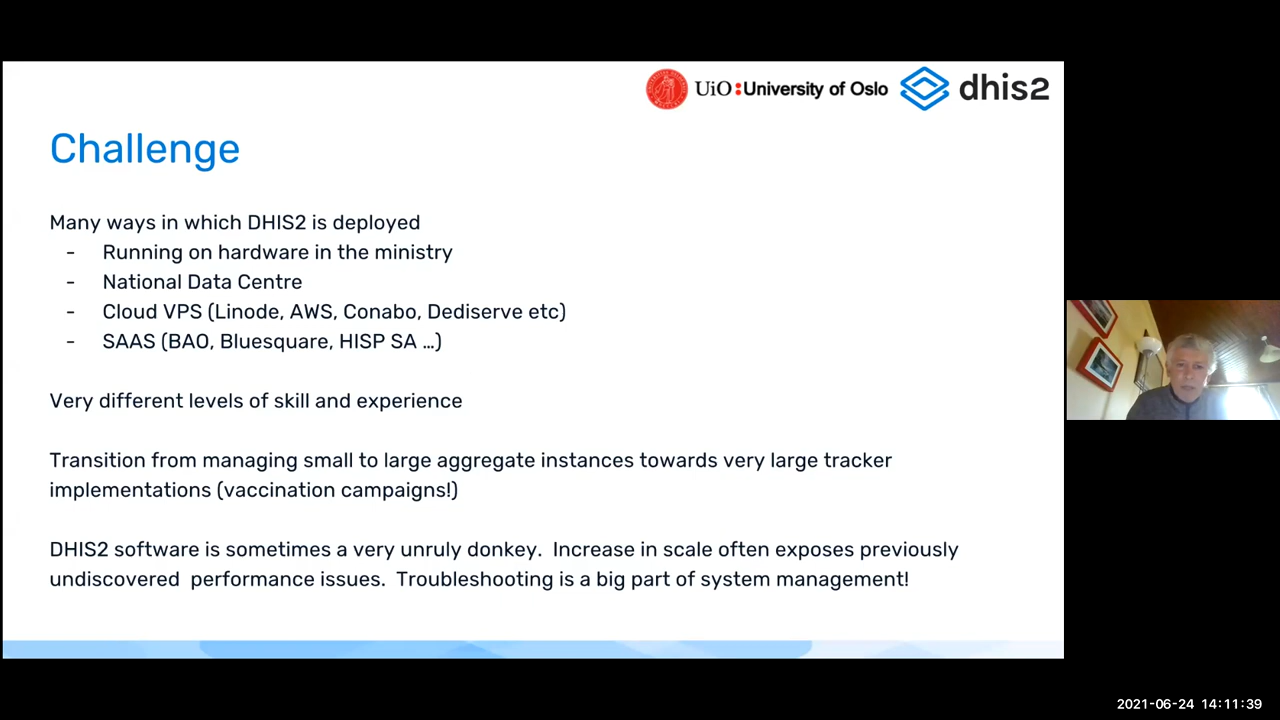 UiO:University of Oslo
dhis2
Challenge
Many ways in which DHIS2 is deployed
- Running on hardware in the ministry
- National Data Centre
- Cloud VPS (Linode, AWS, Conabo, Dediserve etc)
- SAAS (BAO, Bluesquare, HISP SA …)
Very different levels of skill and experience
Transition from managing small to large aggregate instances towards very large tracker
implementations (vaccination campaigns!)
DHIS2 software is sometimes a very unruly donkey.  Increase in scale often exposes previously
undiscovered  performance issues.  Troubleshooting is a big part of system management!
2021-06-24 14:11:39